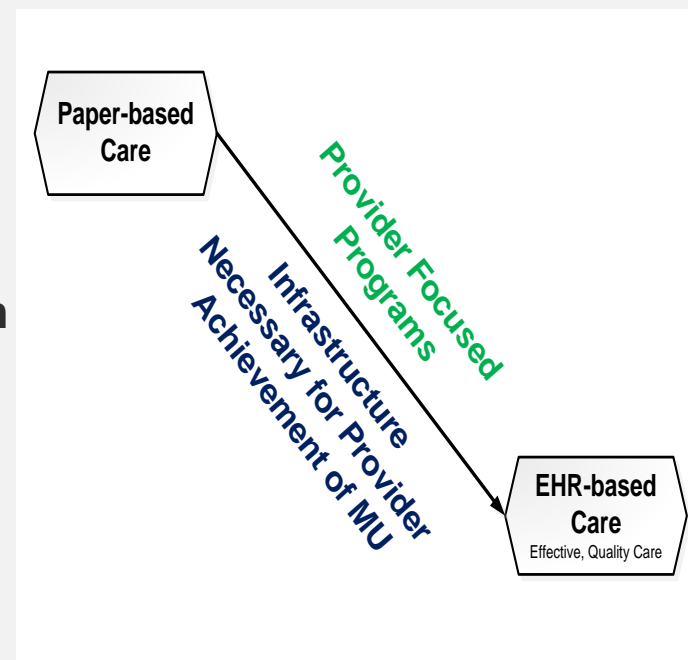 Paper-based
Care
Provider Focused
Programs
Infrastructure
Necessary for Provider
Achievement of MU
EHR-based
Care
Effective, Quality Care